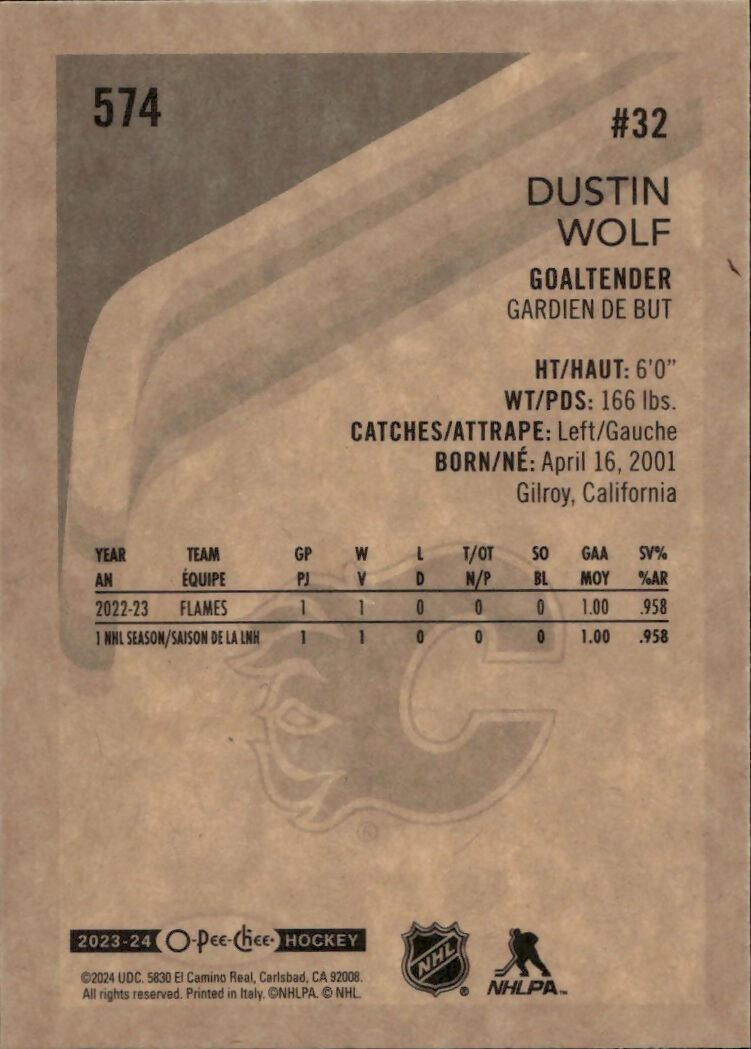 574
#32
DUSTIN
WOLF
GOALTENDER
GARDIEN DE BUT
HT/HAUT: 6'0"
WT/PDS: 166 lbs.
CATCHES/ATTRAPE: Left/Gauche
BORN/NÉ: April 16, 2001
Gilroy, California
YEAR TEAM GP W L T/OT SO GAA SV%
AN ÉQUIPE PJ V D N/P BL MOY %AR
2022-23 FLAMES 1 1 0 0 0 1.00 .958
1 NHL SEASON/SAISON DE LA LNH 1 1 0 0 0 1.00 .958
®
2023-24 O-Pee-Chee HOCKEY
©2024 UDC. 5830 El Camino Real, Carlsbad, CA 92008.
All rights reserved. Printed in Italy. ©NHLPA. © NHL.
NHL ®
NHLPA™